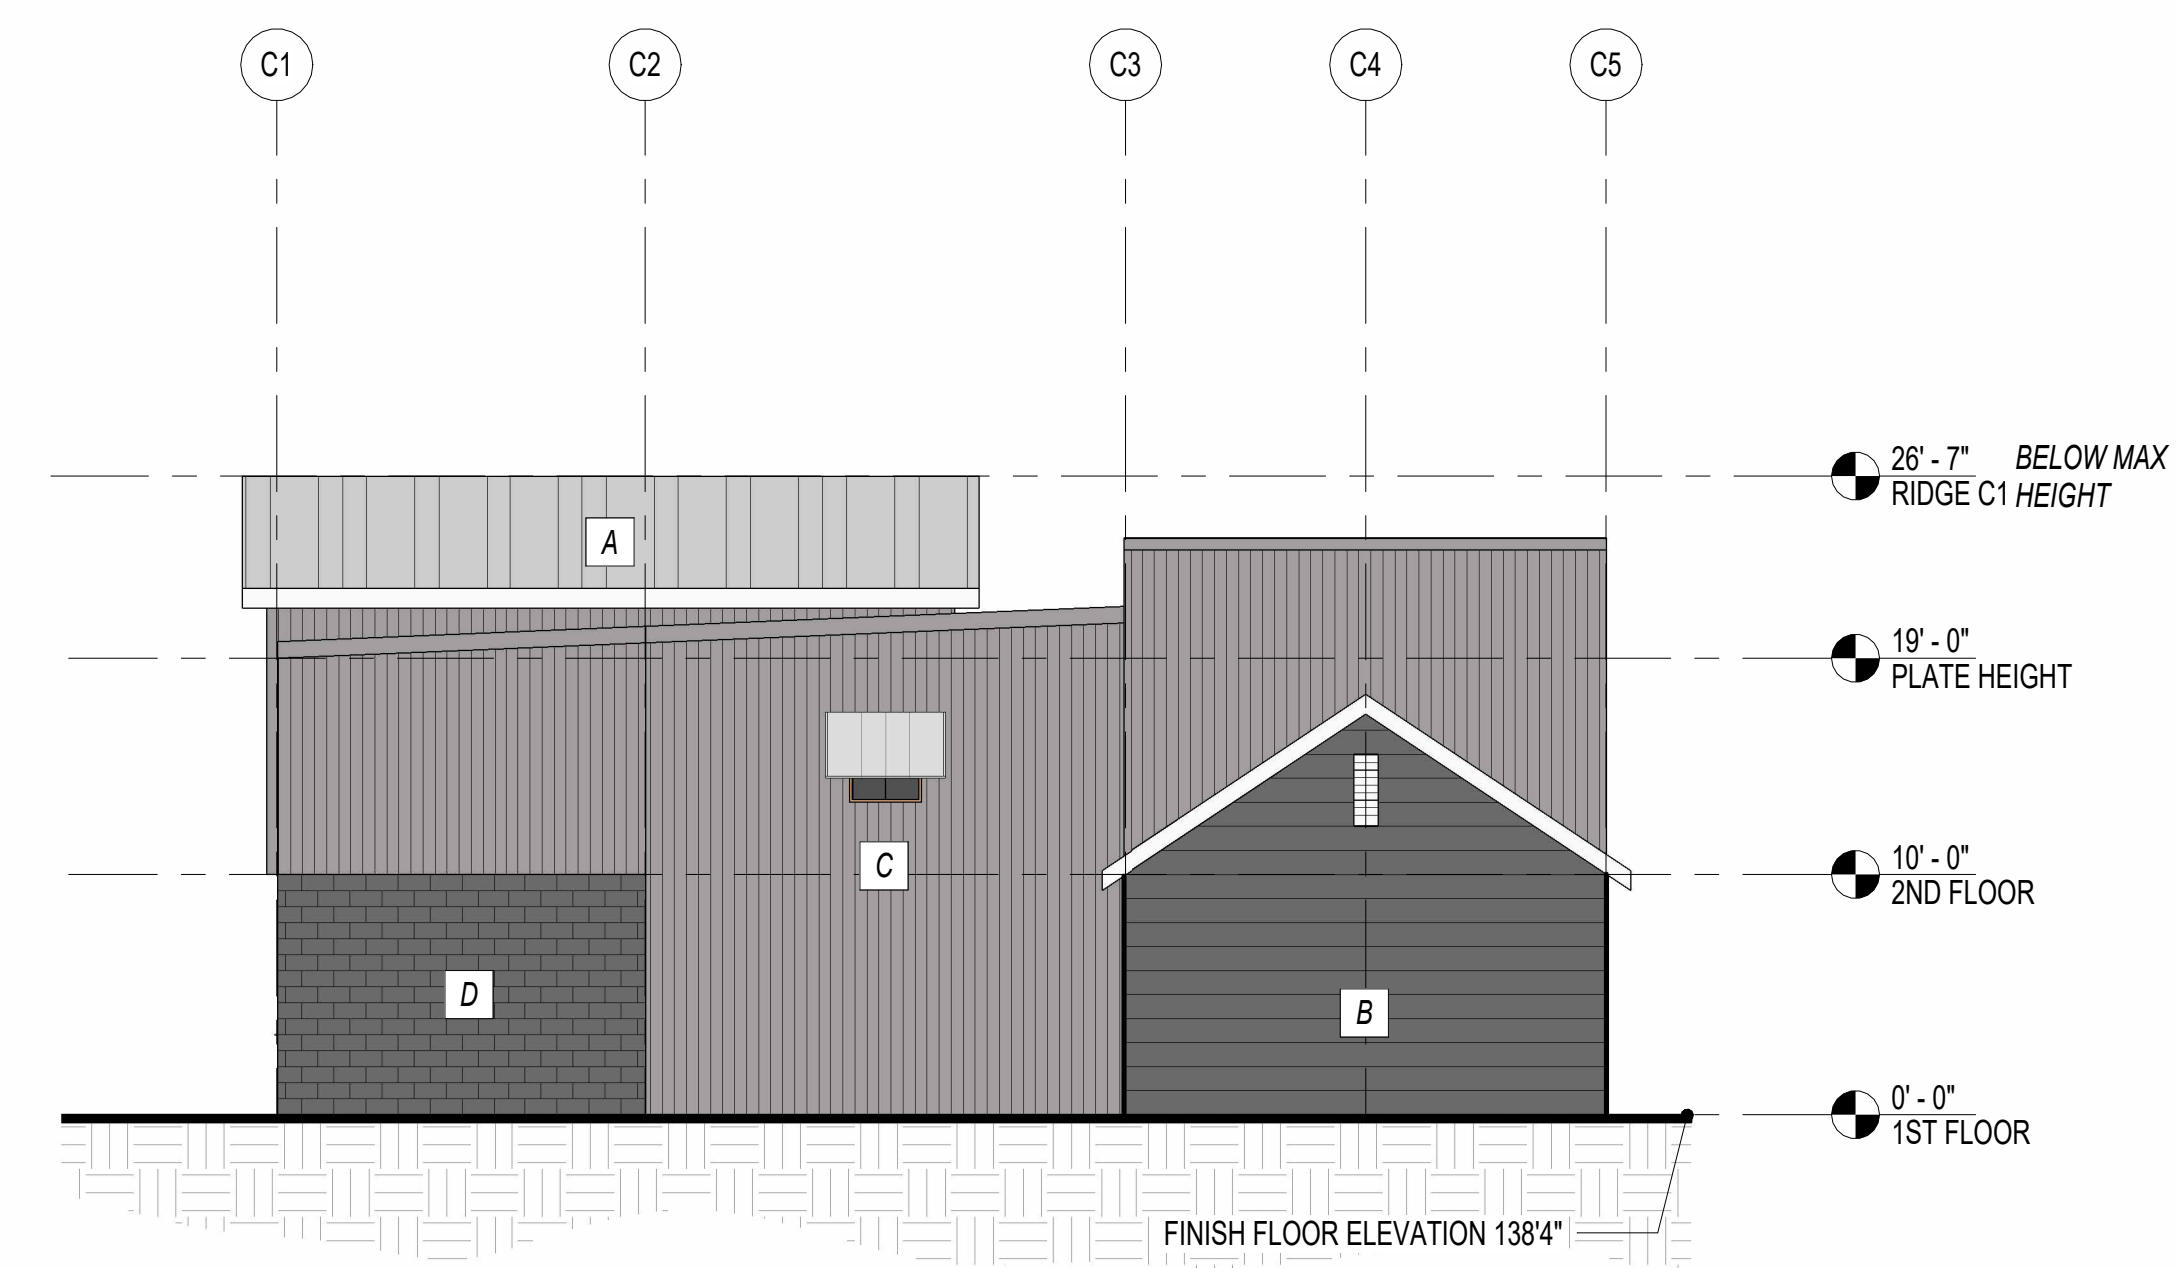 C1 C2 C3 C4 C5
26' - 7" BELOW MAX
RIDGE C1 HEIGHT
A
19' - 0"
PLATE HEIGHT
C
10' - 0"
2ND FLOOR
D
B
0' - 0"
1ST FLOOR
FINISH FLOOR ELEVATION 138'4"